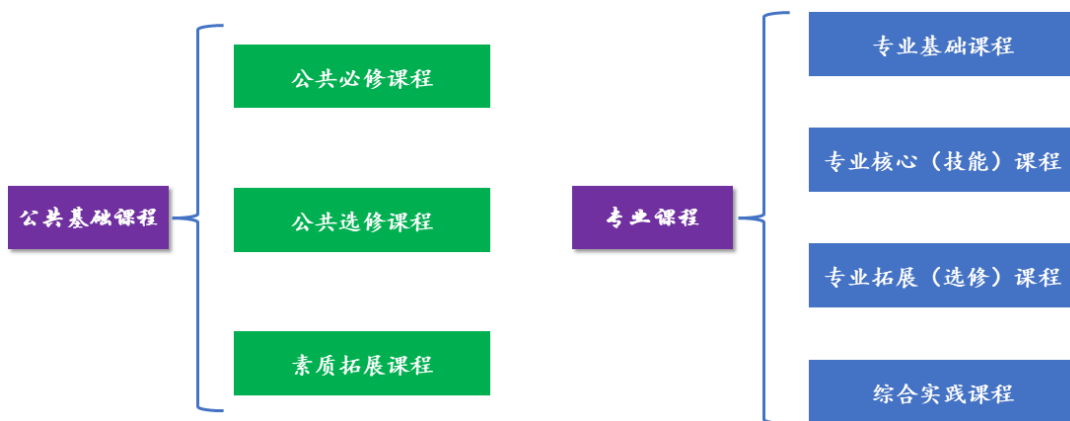 公共基础课程
公共必修课程
公共选修课程
素质拓展课程
专业课程
专业基础课程
专业核心（技能）课程
专业拓展（选修）课程
综合实践课程